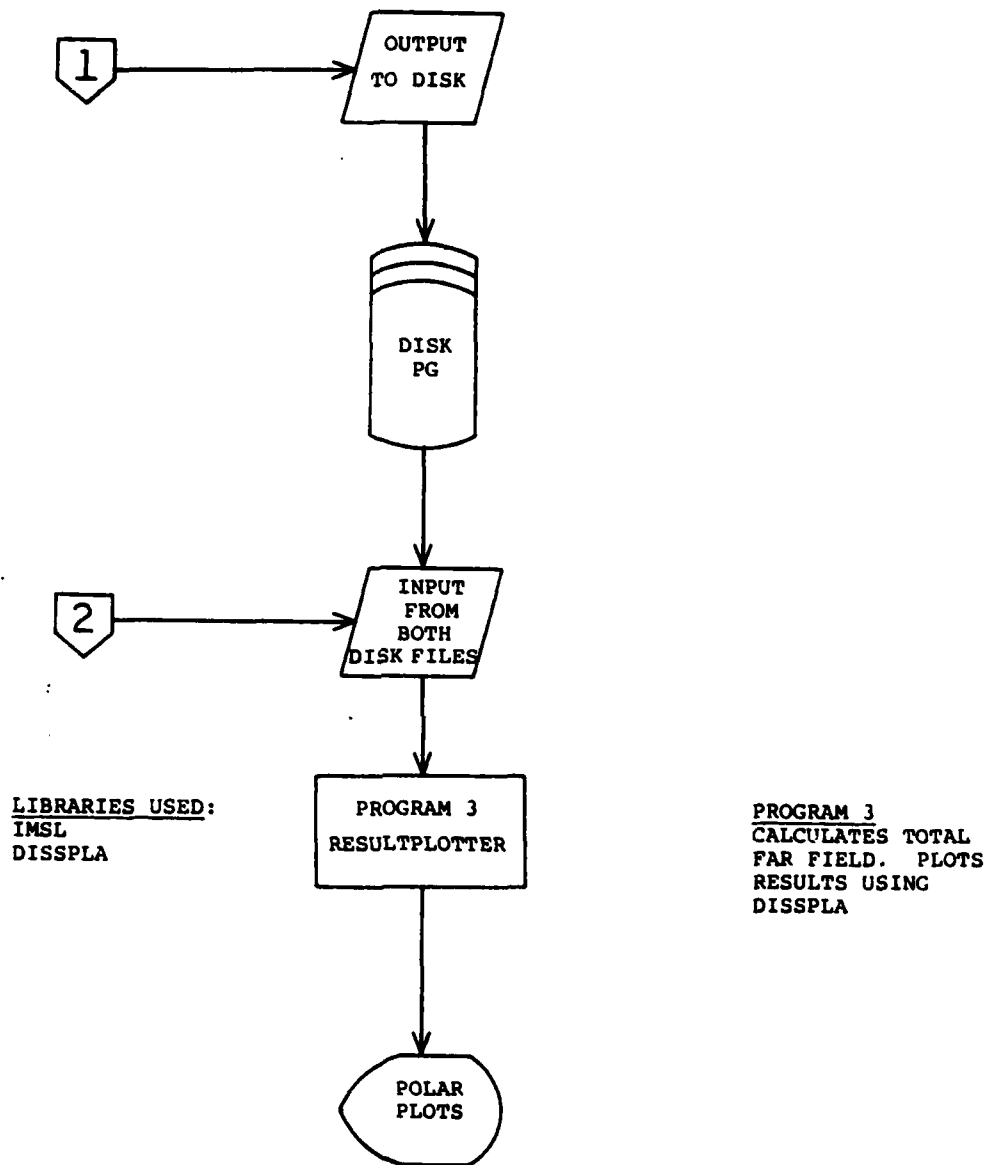 1
OUTPUT
TO DISK
DISK
PG
2
INPUT
FROM
BOTH
DISK FILES
LIBRARIES USED:
IMSL
DISSPLA
PROGRAM 3
RESULTPLOTTER
PROGRAM 3
CALCULATES TOTAL
FAR FIELD. PLOTS
RESULTS USING
DISSPLA
POLAR
PLOTS